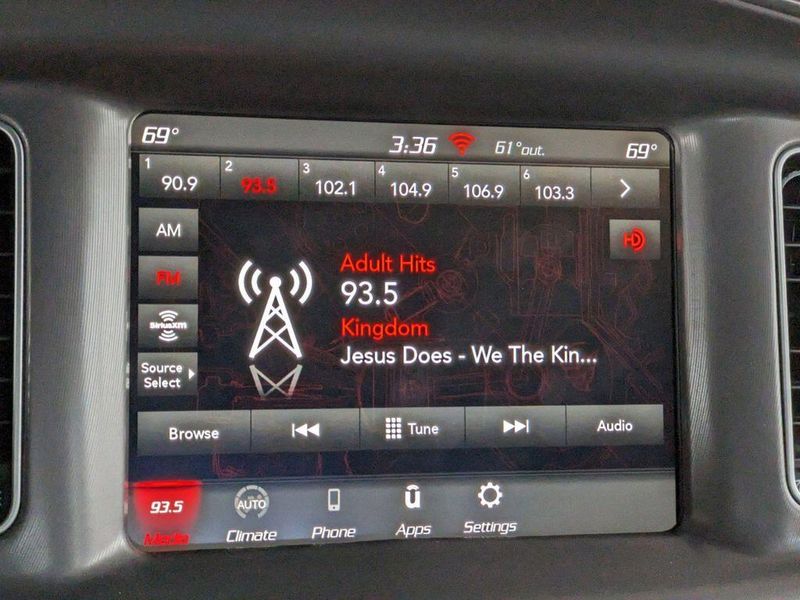 69°
3:36
61°out.
69°
1 90.9
2 93.5
3 102.1
4 104.9
5 106.9
6 103.3
AM
FM
SiriusXM
Source
Select
HD
Adult Hits
93.5
Kingdom
Jesus Does - We The Kin...
Browse
Tune
Audio
93.5
Media
AUTO
Climate
Phone
ū
Apps
Settings